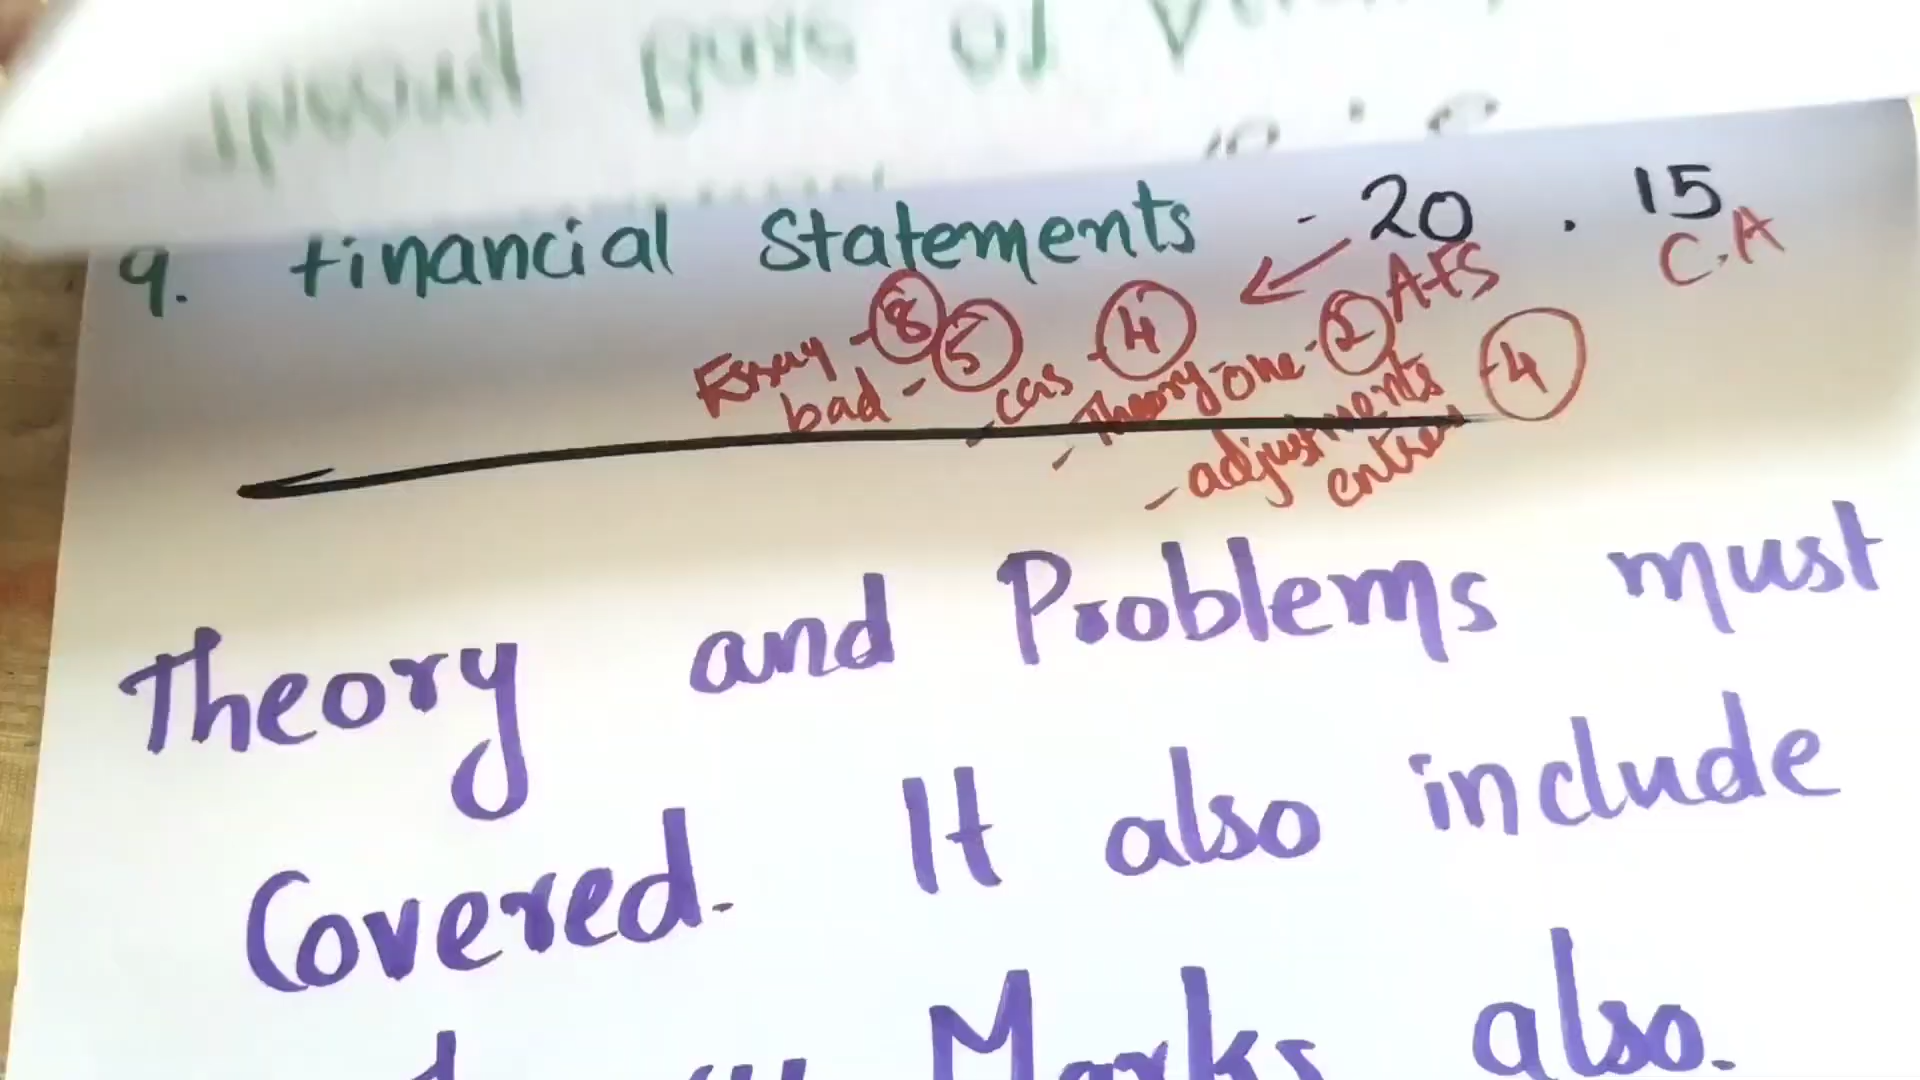 9. financial Statements - 20 . 15
C.A
AFS
Essay - 8
bad - 5
- cas - 4
- Theory one - 2
- adjustments - 4
entries
Theory and Problems must
Covered. It also include
Marks also.